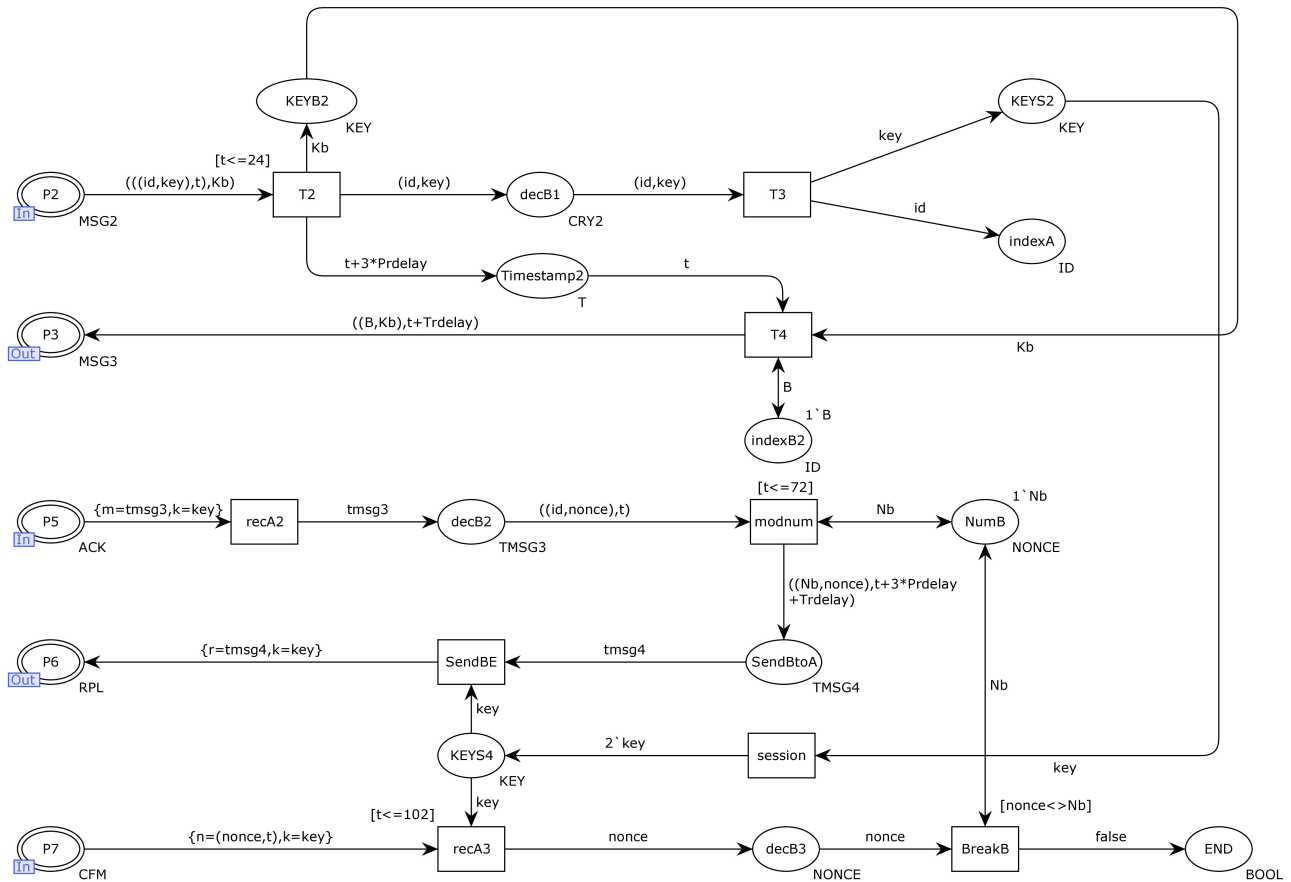 KEYB2
KEY
KEYS2
KEY
Kb
key
[t<=24]
P2
In
MSG2
(((id,key),t),Kb)
T2
(id,key)
decB1
CRY2
(id,key)
T3
id
indexA
ID
t+3*Prdelay
Timestamp2
T
t
P3
Out
MSG3
((B,Kb),t+Trdelay)
T4
Kb
B
1`B
indexB2
ID
[t<=72]
P5
In
ACK
{m=tmsg3,k=key}
recA2
tmsg3
decB2
TMSG3
((id,nonce),t)
modnum
Nb
NumB
1`Nb
NONCE
((Nb,nonce),t+3*Prdelay
+Trdelay)
P6
Out
RPL
{r=tmsg4,k=key}
SendBE
tmsg4
SendBtoA
TMSG4
Nb
key
KEYS4
KEY
2`key
session
key
key
[t<=102]
[nonce<>Nb]
P7
In
CFM
{n=(nonce,t),k=key}
recA3
nonce
decB3
NONCE
nonce
BreakB
false
END
BOOL